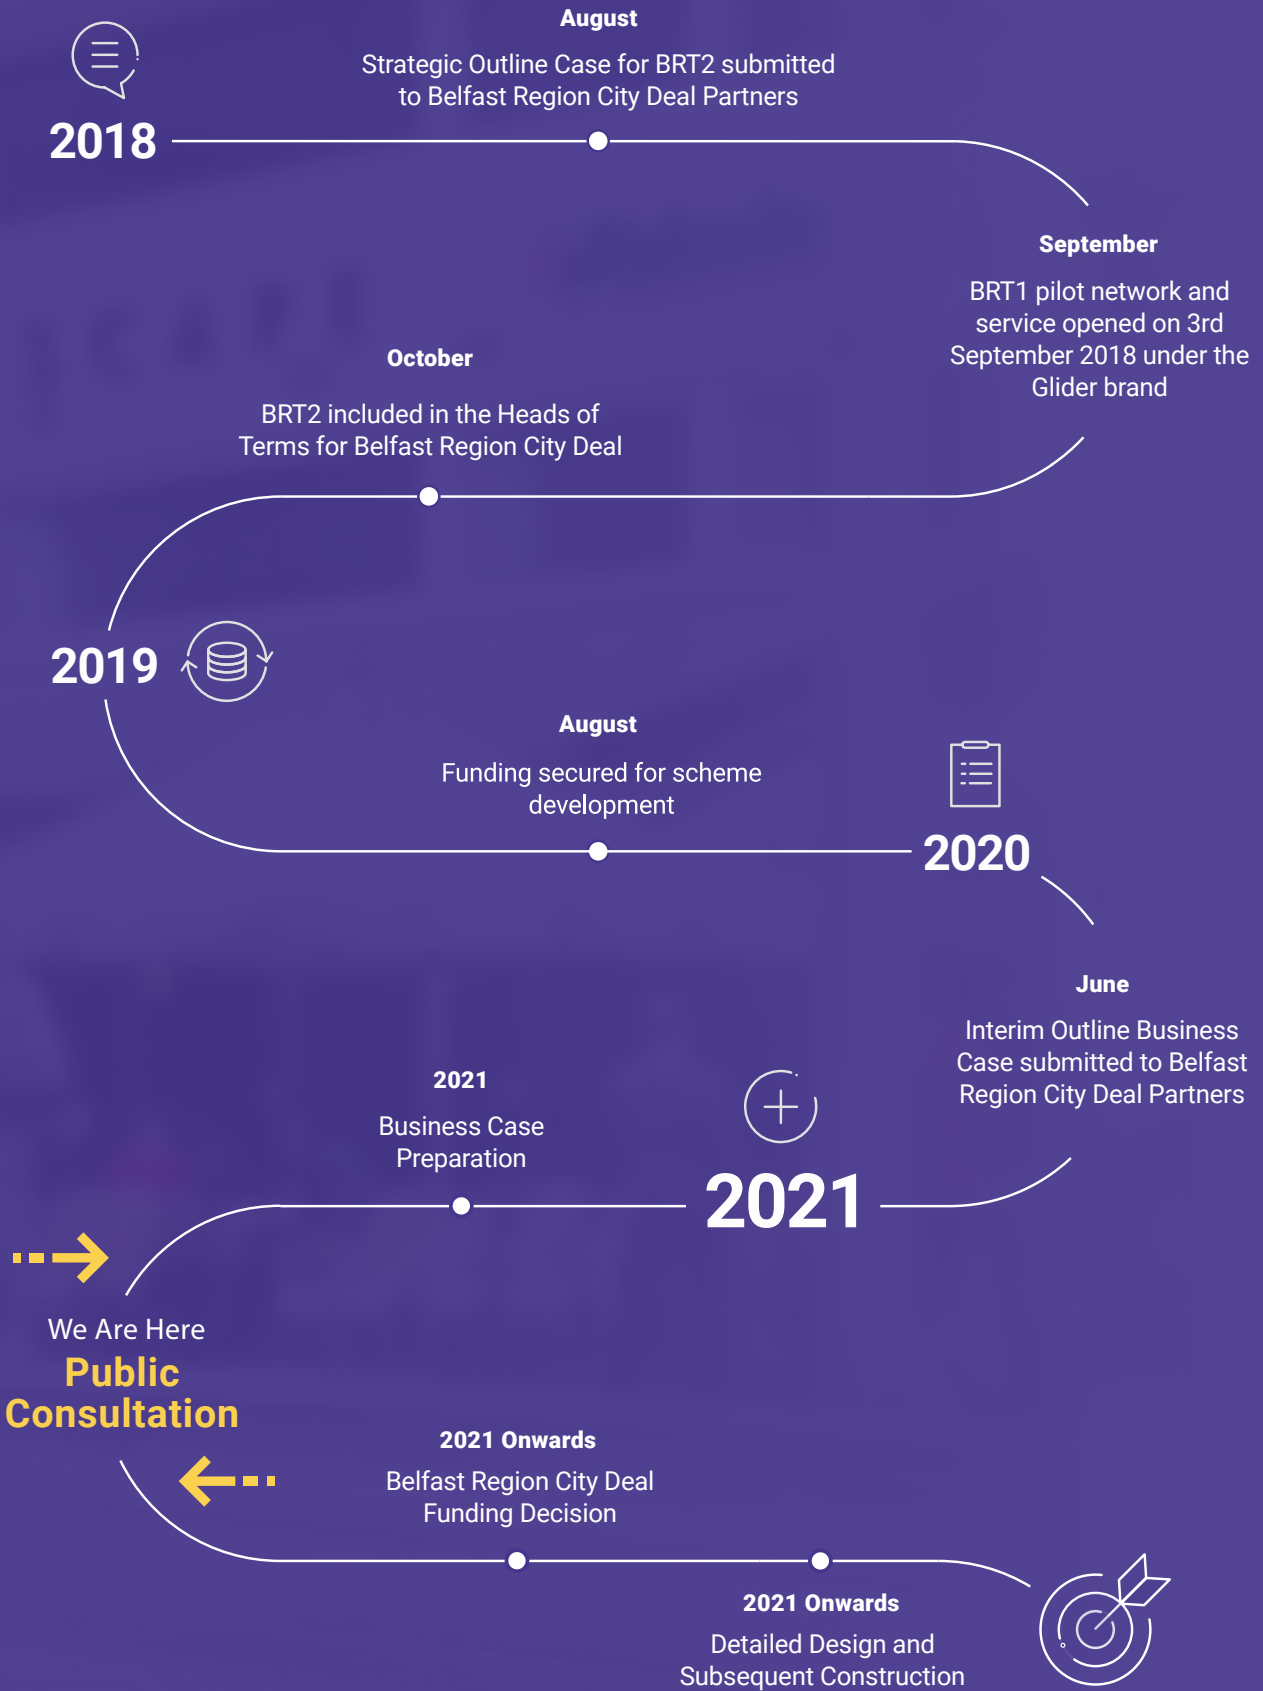 2018
August
Strategic Outline Case for BRT2 submitted
to Belfast Region City Deal Partners
September
BRT1 pilot network and
service opened on 3rd
September 2018 under the
Glider brand
October
BRT2 included in the Heads of
Terms for Belfast Region City Deal
2019
August
Funding secured for scheme
development
2020
June
Interim Outline Business
Case submitted to Belfast
Region City Deal Partners
2021
2021
Business Case
Preparation
We Are Here
Public
Consultation
2021 Onwards
Belfast Region City Deal
Funding Decision
2021 Onwards
Detailed Design and
Subsequent Construction